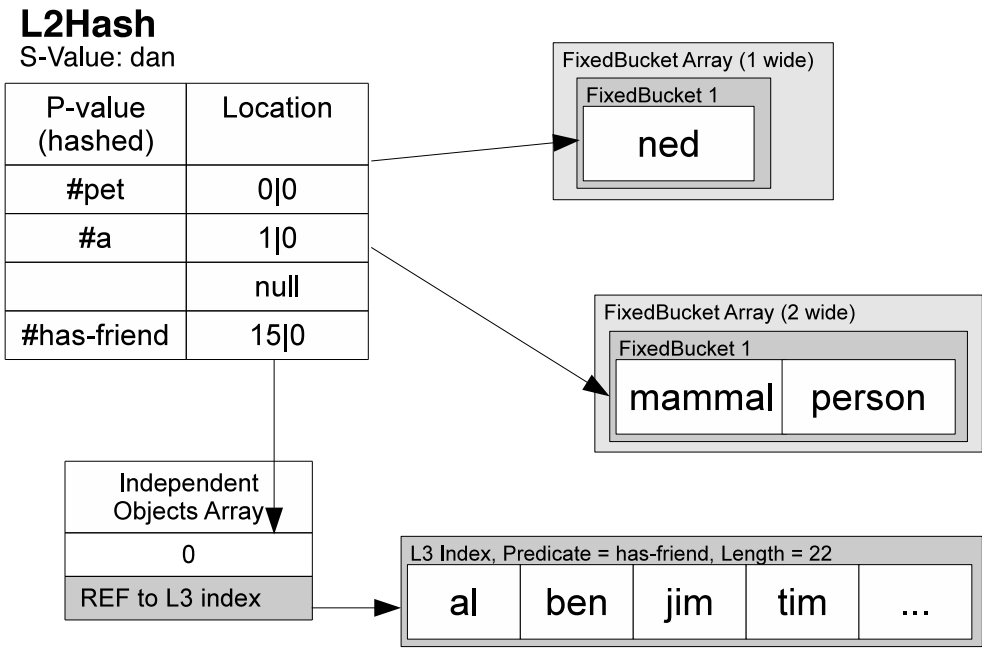 L2Hash
S-Value: dan
P-value (hashed) Location
#pet 0|0
#a 1|0
null
#has-friend 15|0
FixedBucket Array (1 wide)
FixedBucket 1
ned
FixedBucket Array (2 wide)
FixedBucket 1
mammal person
Independent
Objects Array
0
REF to L3 index
L3 Index, Predicate = has-friend, Length = 22
al ben jim tim ...